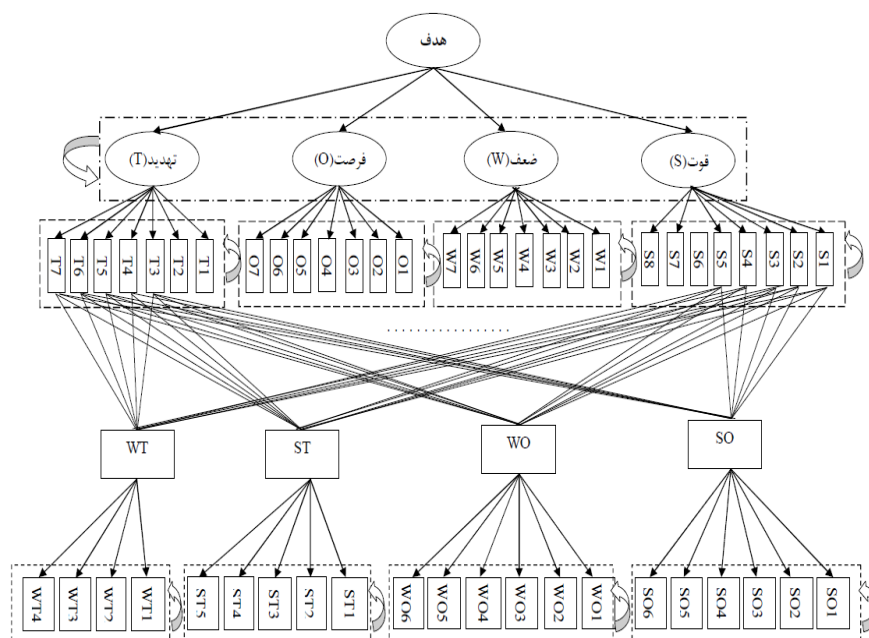 هدف
قوت(S) ضعف(W) فرصت(O) تهدید(T)
S1 S2 S3 S4 S5 S6 S7 S8 W1 W2 W3 W4 W5 W6 W7 O1 O2 O3 O4 O5 O6 O7 T1 T2 T3 T4 T5 T6 T7
SO WO ST WT
SO1 SO2 SO3 SO4 SO5 SO6 WO1 WO2 WO3 WO4 WO5 WO6 ST1 ST2 ST3 ST4 ST5 WT1 WT2 WT3 WT4